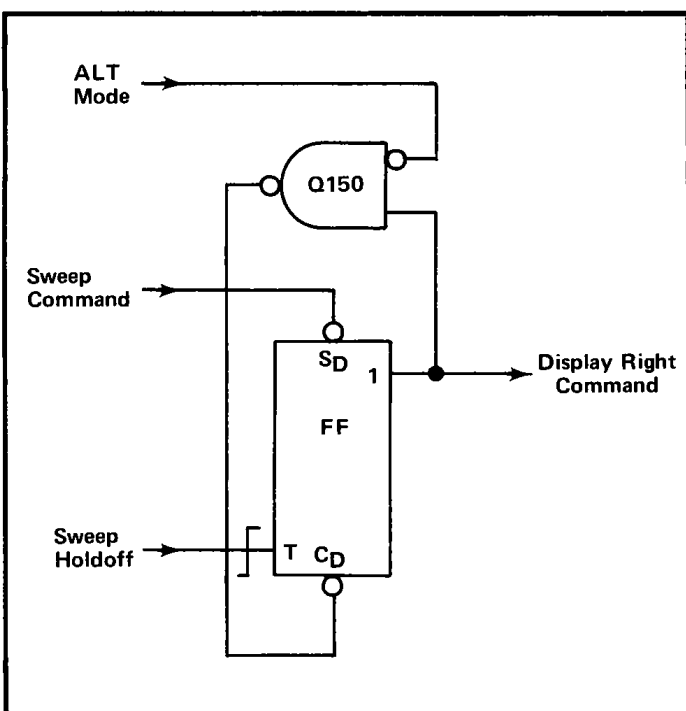 ALT
Mode
Q150
Sweep
Command
SD
1
Display Right
Command
FF
Sweep
Holdoff
T
CD